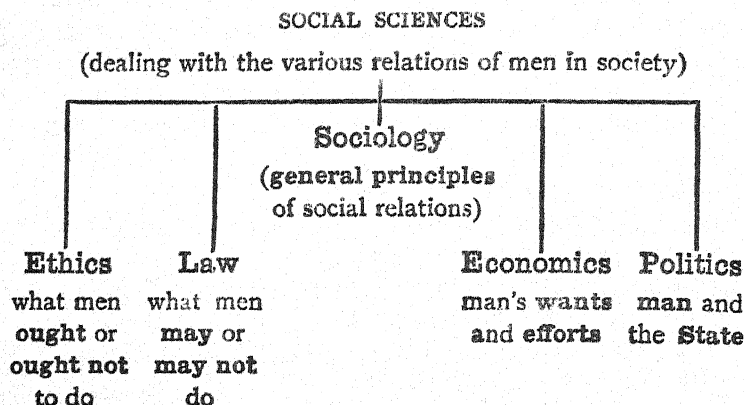 SOCIAL SCIENCES
(dealing with the various relations of men in society)
Sociology
(general principles
of social relations)
Ethics
what men
ought or
ought not
to do
Law
what men
may or
may not
do
Economics
man's wants
and efforts
Politics
man and
the State